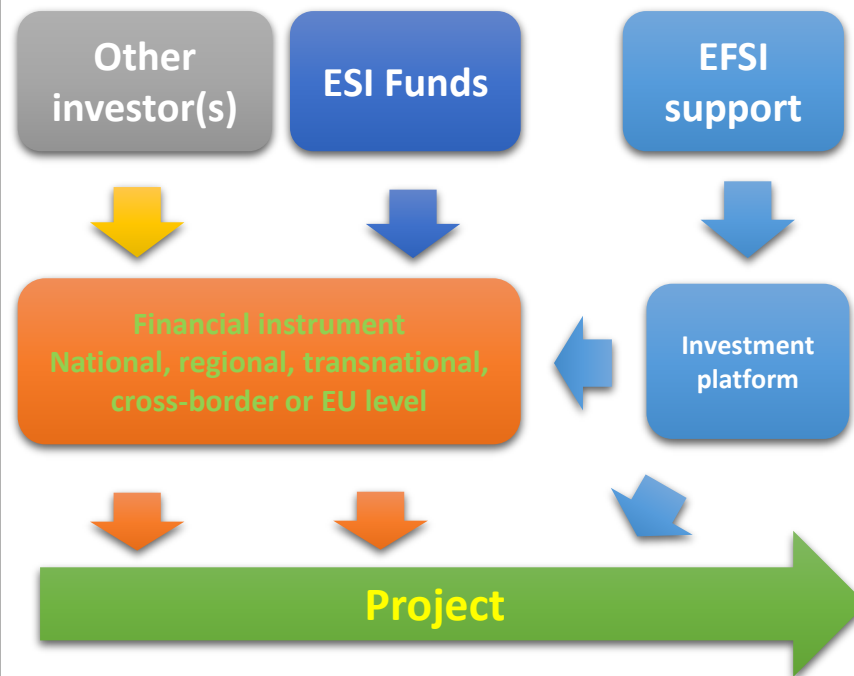 Other
investor(s)
ESI Funds
EFSI
support
Financial instrument
National, regional, transnational,
cross-border or EU level
Investment
platform
Project